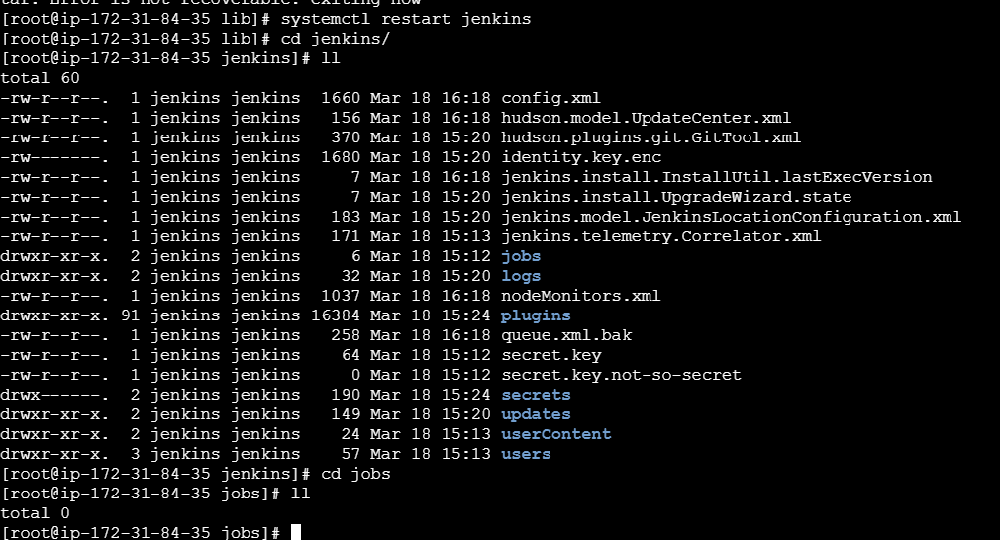 tar: Error is not recoverable: exiting now
[root@ip-172-31-84-35 lib]# systemctl restart jenkins
[root@ip-172-31-84-35 lib]# cd jenkins/
[root@ip-172-31-84-35 jenkins]# ll
total 60
-rw-r--r--.  1 jenkins jenkins  1660 Mar 18 16:18 config.xml
-rw-r--r--.  1 jenkins jenkins   156 Mar 18 16:18 hudson.model.UpdateCenter.xml
-rw-r--r--.  1 jenkins jenkins   370 Mar 18 15:20 hudson.plugins.git.GitTool.xml
-rw-------.  1 jenkins jenkins  1680 Mar 18 15:20 identity.key.enc
-rw-r--r--.  1 jenkins jenkins     7 Mar 18 16:18 jenkins.install.InstallUtil.lastExecVersion
-rw-r--r--.  1 jenkins jenkins     7 Mar 18 15:20 jenkins.install.UpgradeWizard.state
-rw-r--r--.  1 jenkins jenkins   183 Mar 18 15:20 jenkins.model.JenkinsLocationConfiguration.xml
-rw-r--r--.  1 jenkins jenkins   171 Mar 18 15:13 jenkins.telemetry.Correlator.xml
drwxr-xr-x.  2 jenkins jenkins     6 Mar 18 15:12 jobs
drwxr-xr-x.  2 jenkins jenkins    32 Mar 18 15:20 logs
-rw-r--r--.  1 jenkins jenkins  1037 Mar 18 16:18 nodeMonitors.xml
drwxr-xr-x. 91 jenkins jenkins 16384 Mar 18 15:24 plugins
-rw-r--r--.  1 jenkins jenkins   258 Mar 18 16:18 queue.xml.bak
-rw-r--r--.  1 jenkins jenkins    64 Mar 18 15:12 secret.key
-rw-r--r--.  1 jenkins jenkins     0 Mar 18 15:12 secret.key.not-so-secret
drwx------.  2 jenkins jenkins   190 Mar 18 15:24 secrets
drwxr-xr-x.  2 jenkins jenkins   149 Mar 18 15:20 updates
drwxr-xr-x.  2 jenkins jenkins    24 Mar 18 15:13 userContent
drwxr-xr-x.  3 jenkins jenkins    57 Mar 18 15:13 users
[root@ip-172-31-84-35 jenkins]# cd jobs
[root@ip-172-31-84-35 jobs]# ll
total 0
[root@ip-172-31-84-35 jobs]#